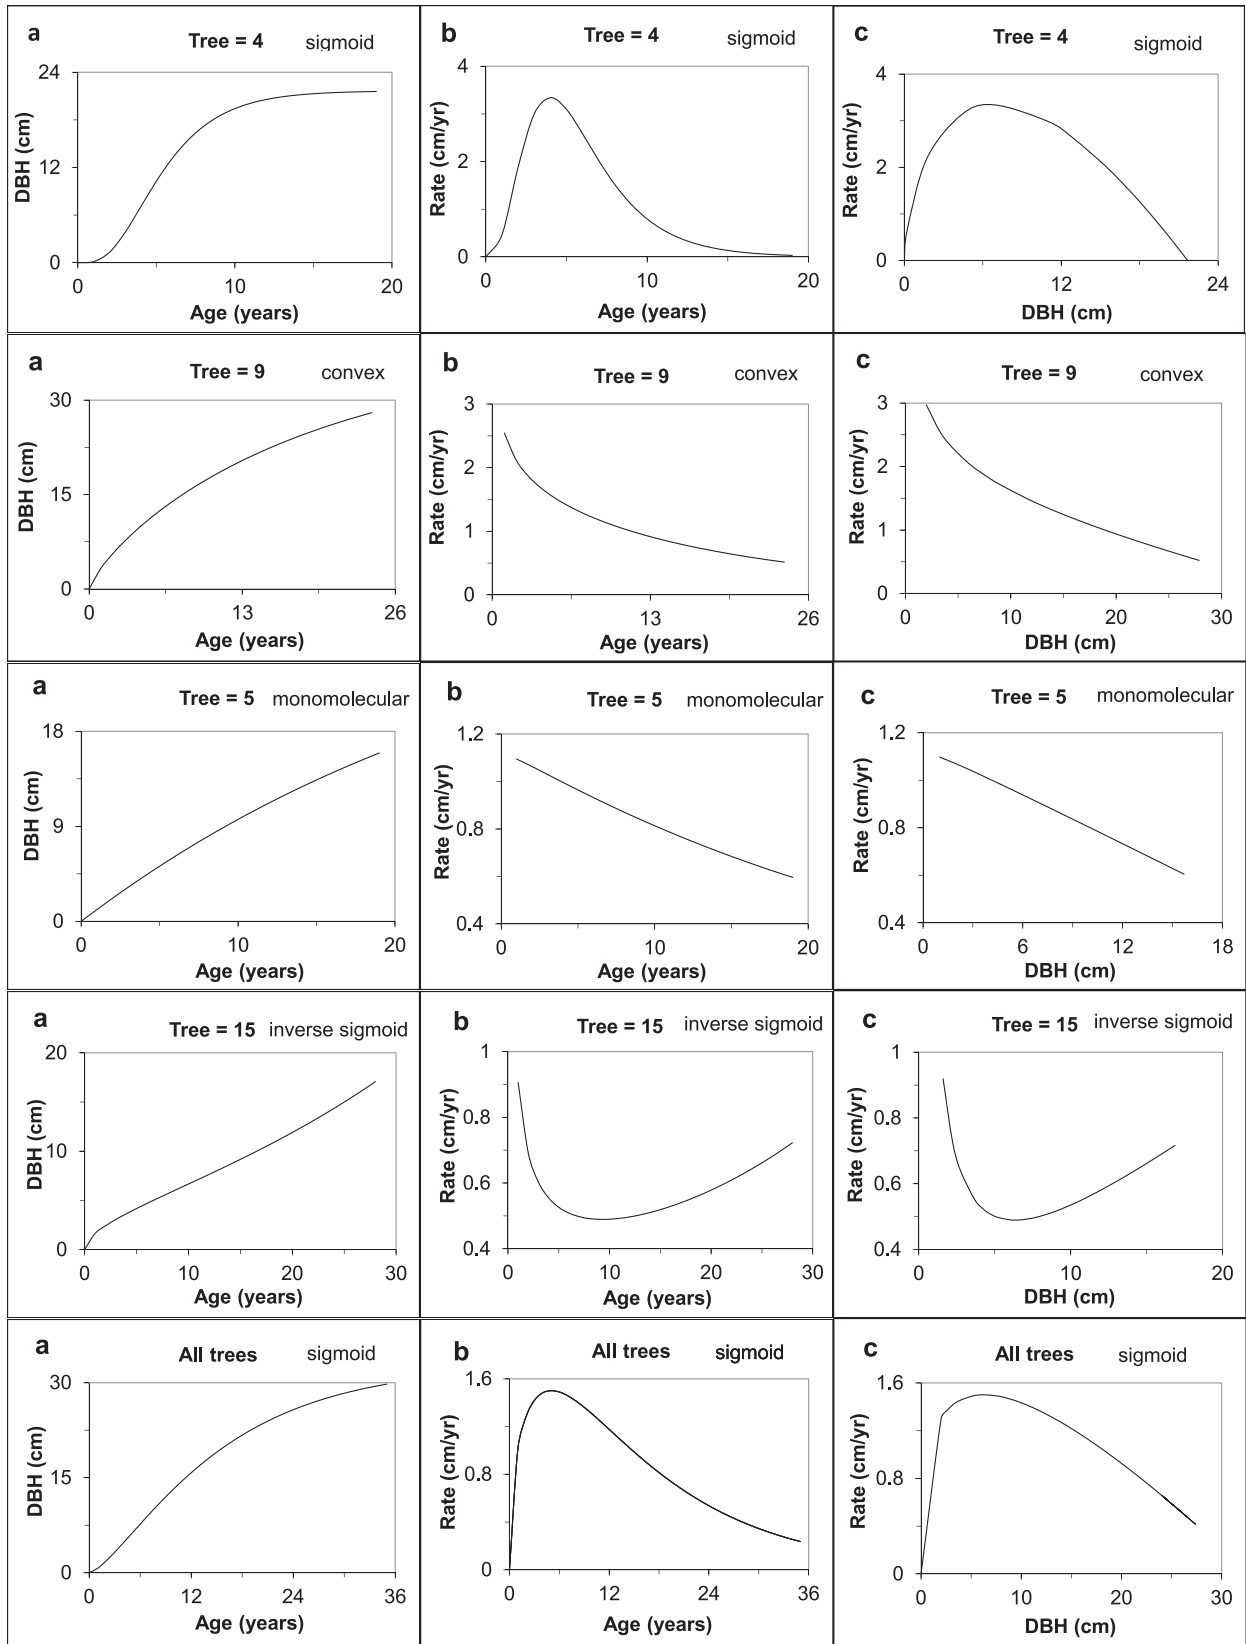 a
Tree = 4 sigmoid
24
12
0
DBH (cm)
0 10 20
Age (years)
b
Tree = 4 sigmoid
4
2
0
Rate (cm/yr)
0 10 20
Age (years)
c
Tree = 4 sigmoid
4
2
0
Rate (cm/yr)
0 12 24
DBH (cm)
a
Tree = 9 convex
30
15
0
DBH (cm)
0 13 26
Age (years)
b
Tree = 9 convex
3
2
1
0
Rate (cm/yr)
0 13 26
Age (years)
c
Tree = 9 convex
3
2
1
0
Rate (cm/yr)
0 10 20 30
DBH (cm)
a
Tree = 5 monomolecular
18
9
0
DBH (cm)
0 10 20
Age (years)
b
Tree = 5 monomolecular
1.2
0.8
0.4
Rate (cm/yr)
0 10 20
Age (years)
c
Tree = 5 monomolecular
1.2
0.8
0.4
Rate (cm/yr)
0 6 12 18
DBH (cm)
a
Tree = 15 inverse sigmoid
20
10
0
DBH (cm)
0 10 20 30
Age (years)
b
Tree = 15 inverse sigmoid
1
0.8
0.6
0.4
Rate (cm/yr)
0 10 20 30
Age (years)
c
Tree = 15 inverse sigmoid
1
0.8
0.6
0.4
Rate (cm/yr)
0 10 20
DBH (cm)
a
All trees sigmoid
30
15
0
DBH (cm)
0 12 24 36
Age (years)
b
All trees sigmoid
1.6
0.8
0
Rate (cm/yr)
0 12 24 36
Age (years)
c
All trees sigmoid
1.6
0.8
0
Rate (cm/yr)
0 10 20 30
DBH (cm)